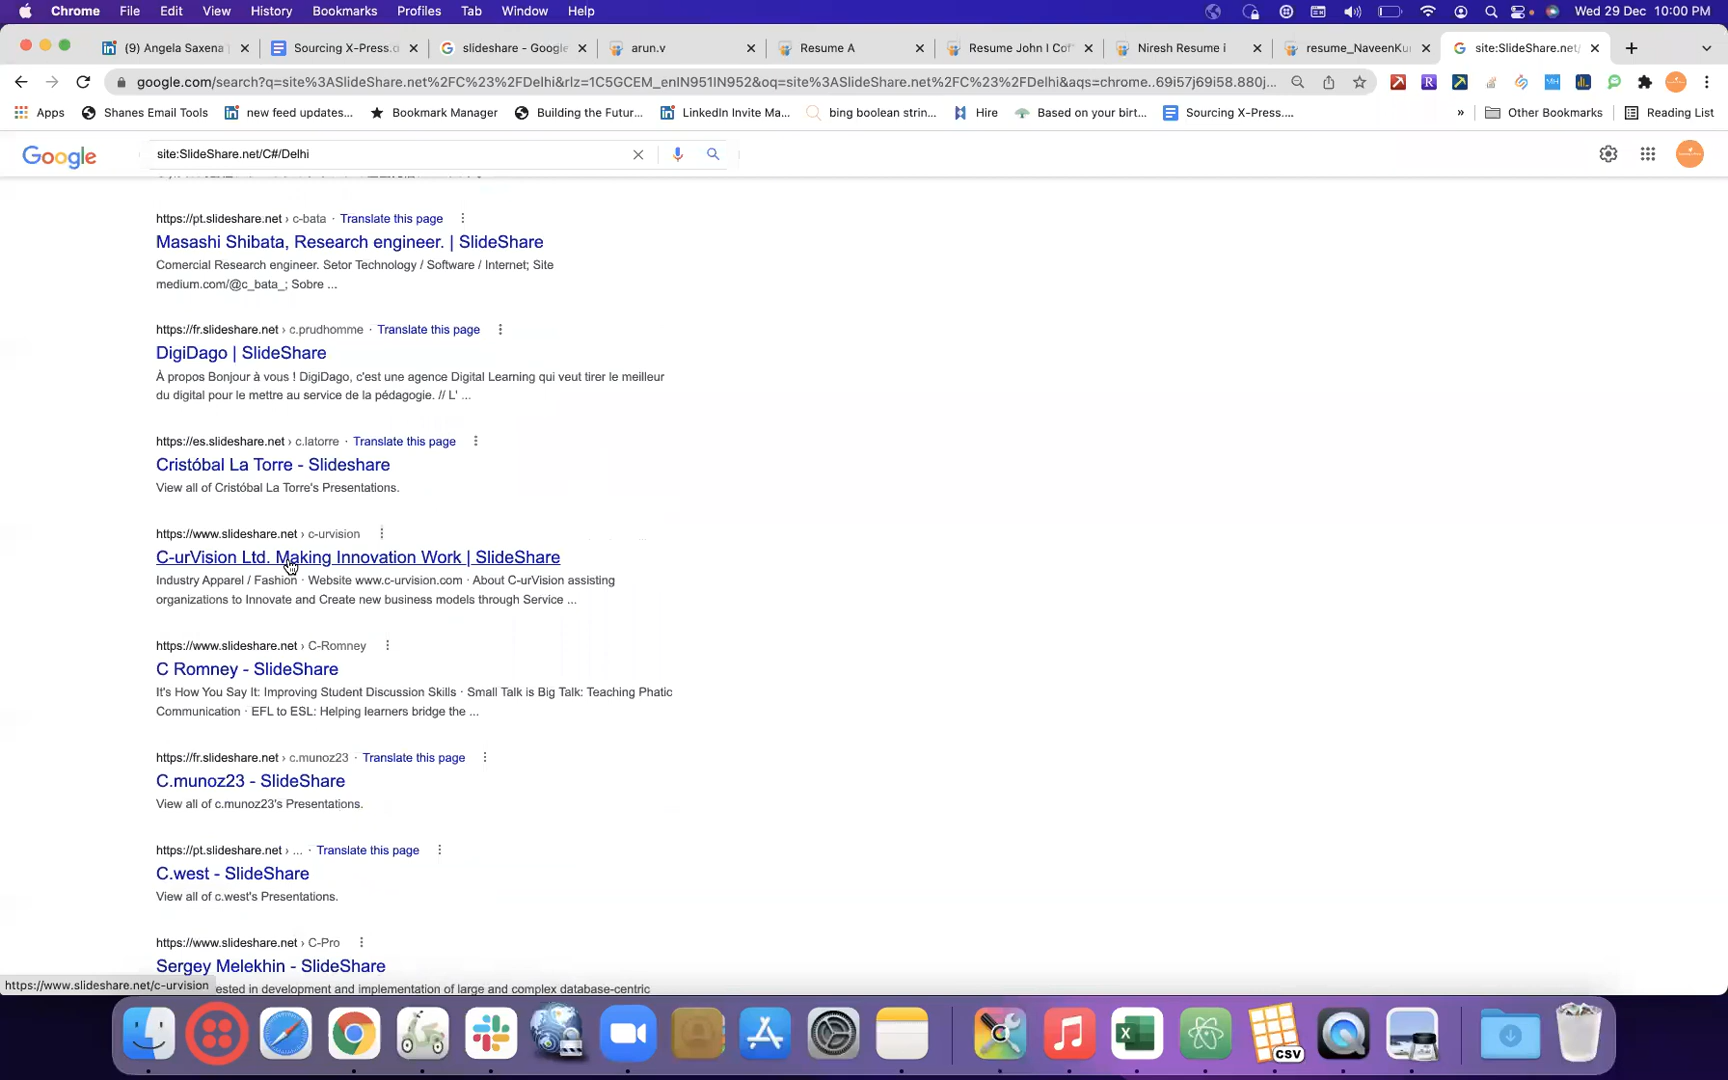 Chrome File Edit View History Bookmarks Profiles Tab Window Help Wed 29 Dec 10:00 PM
(9) Angela Saxena Sourcing X-Press.d slideshare - Google arun.v Resume A Resume John I Cof Niresh Resume i resume_NaveenKu site:SlideShare.net/
google.com/search?q=site%3ASlideShare.net%2FC%23%2FDelhi&rlz=1C5GCEM_enIN951IN952&oq=site%3ASlideShare.net%2FC%23%2FDelhi&aqs=chrome..69i57j69i58.880j...
Apps Shanes Email Tools new feed updates... Bookmark Manager Building the Futur... LinkedIn Invite Ma... bing boolean strin... Hire Based on your birt... Sourcing X-Press.... » Other Bookmarks Reading List
Google site:SlideShare.net/C#/Delhi
https://pt.slideshare.net › c-bata · Translate this page
Masashi Shibata, Research engineer. | SlideShare
Comercial Research engineer. Setor Technology / Software / Internet; Site
medium.com/@c_bata_; Sobre ...
https://fr.slideshare.net › c.prudhomme · Translate this page
DigiDago | SlideShare
À propos Bonjour à vous ! DigiDago, c'est une agence Digital Learning qui veut tirer le meilleur
du digital pour le mettre au service de la pédagogie. // L' ...
https://es.slideshare.net › c.latorre · Translate this page
Cristóbal La Torre - Slideshare
View all of Cristóbal La Torre's Presentations.
https://www.slideshare.net › c-urvision
C-urVision Ltd. Making Innovation Work | SlideShare
Industry Apparel / Fashion · Website www.c-urvision.com · About C-urVision assisting
organizations to Innovate and Create new business models through Service ...
https://www.slideshare.net › C-Romney
C Romney - SlideShare
It's How You Say It: Improving Student Discussion Skills · Small Talk is Big Talk: Teaching Phatic
Communication · EFL to ESL: Helping learners bridge the ...
https://fr.slideshare.net › c.munoz23 · Translate this page
C.munoz23 - SlideShare
View all of c.munoz23's Presentations.
https://pt.slideshare.net › ... · Translate this page
C.west - SlideShare
View all of c.west's Presentations.
https://www.slideshare.net › C-Pro
Sergey Melekhin - SlideShare
https://www.slideshare.net/c-urvision
ested in development and implementation of large and complex database-centric
CSV